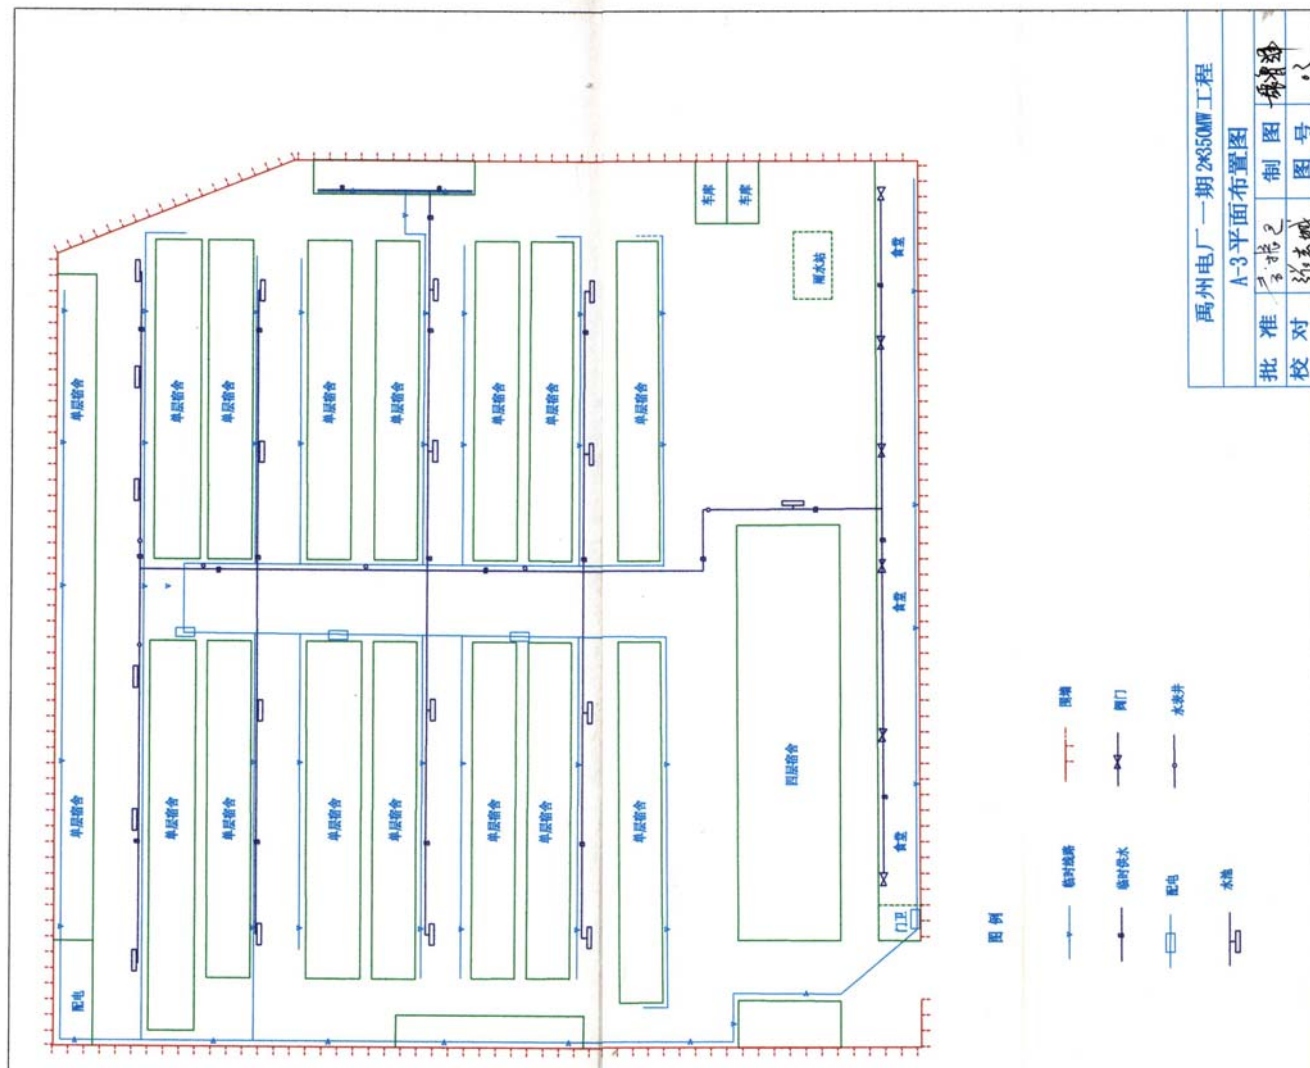 禹州电厂一期2*350MW工程
A-3平面布置图
批准
制图
校对
图号
车库
车库
雨水站
食堂
单层宿舍
单层宿舍
单层宿舍
单层宿舍
单层宿舍
单层宿舍
单层宿舍
单层宿舍
食堂
四层宿舍
单层宿舍
单层宿舍
单层宿舍
单层宿舍
单层宿舍
单层宿舍
单层宿舍
单层宿舍
食堂
门卫
配电
图例
临时线路
围墙
临时供水
阀门
配电
水表井
水池